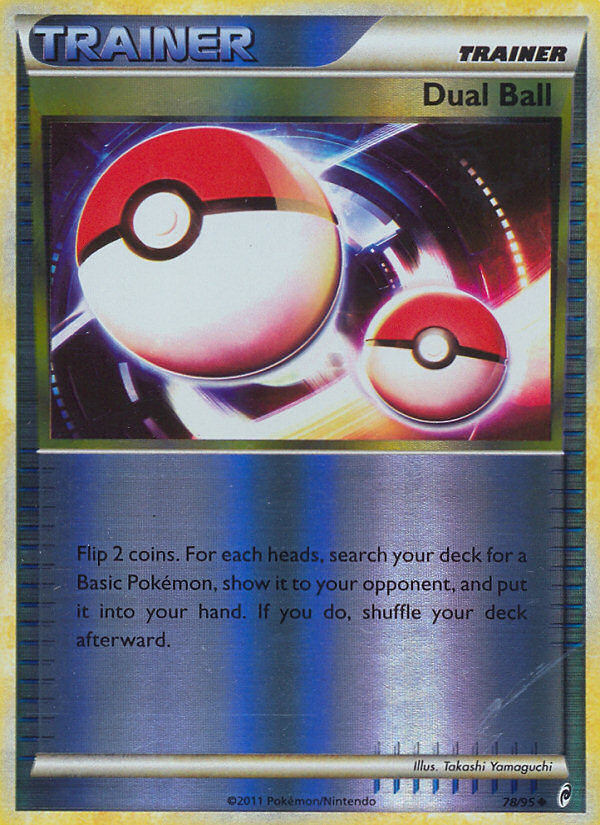 TRAINER
TRAINER
Dual Ball
Flip 2 coins. For each heads, search your deck for a
Basic Pokémon, show it to your opponent, and put
it into your hand. If you do, shuffle your deck
afterward.
Illus. Takashi Yamaguchi
©2011 Pokémon/Nintendo
78/95